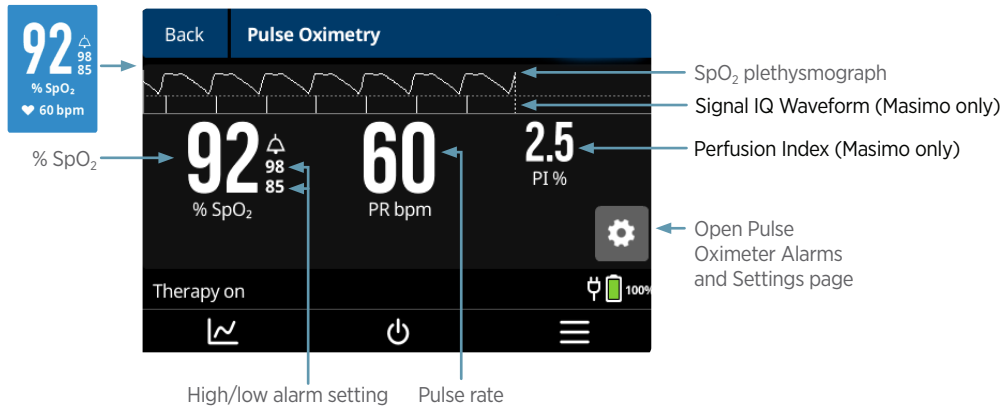 92
98
85
% SpO₂
60 bpm
Back
Pulse Oximetry
SpO₂ plethysmograph
Signal IQ Waveform (Masimo only)
% SpO₂
92
98
85
% SpO₂
60
PR bpm
2.5
PI %
Perfusion Index (Masimo only)
Open Pulse
Oximeter Alarms
and Settings page
Therapy on
100%
High/low alarm setting
Pulse rate